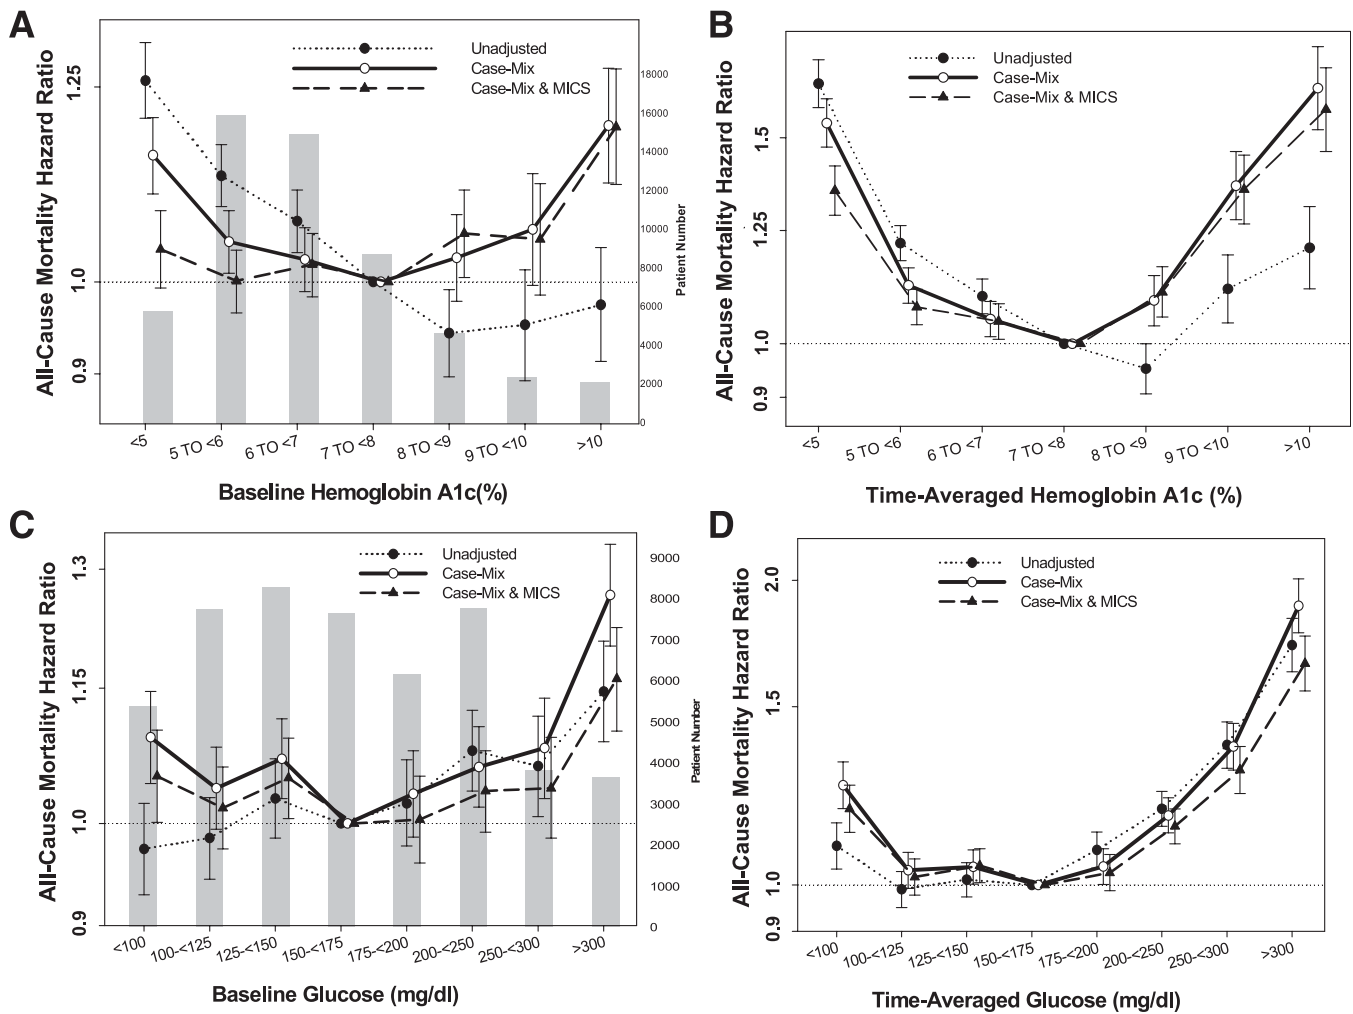 A
All-Cause Mortality Hazard Ratio
1.25
1.0
0.9
Unadjusted
Case-Mix
Case-Mix & MICS
18000
16000
14000
12000
10000
8000
6000
4000
2000
0
Patient Number
<5
5 TO <6
6 TO <7
7 TO <8
8 TO <9
9 TO <10
>10
Baseline Hemoglobin A1c(%)
B
All-Cause Mortality Hazard Ratio
1.5
1.25
1.0
0.9
Unadjusted
Case-Mix
Case-Mix & MICS
<5
5 TO <6
6 TO <7
7 TO <8
8 TO <9
9 TO <10
>10
Time-Averaged Hemoglobin A1c (%)
C
All-Cause Mortality Hazard Ratio
1.3
1.15
1.0
0.9
Unadjusted
Case-Mix
Case-Mix & MICS
9000
8000
7000
6000
5000
4000
3000
2000
1000
0
Patient Number
<100
100-<125
125-<150
150-<175
175-<200
200-<250
250-<300
>300
Baseline Glucose (mg/dl)
D
All-Cause Mortality Hazard Ratio
2.0
1.5
1.0
0.9
Unadjusted
Case-Mix
Case-Mix & MICS
<100
100-<125
125-<150
150-<175
175-<200
200-<250
250-<300
>300
Time-Averaged Glucose (mg/dl)